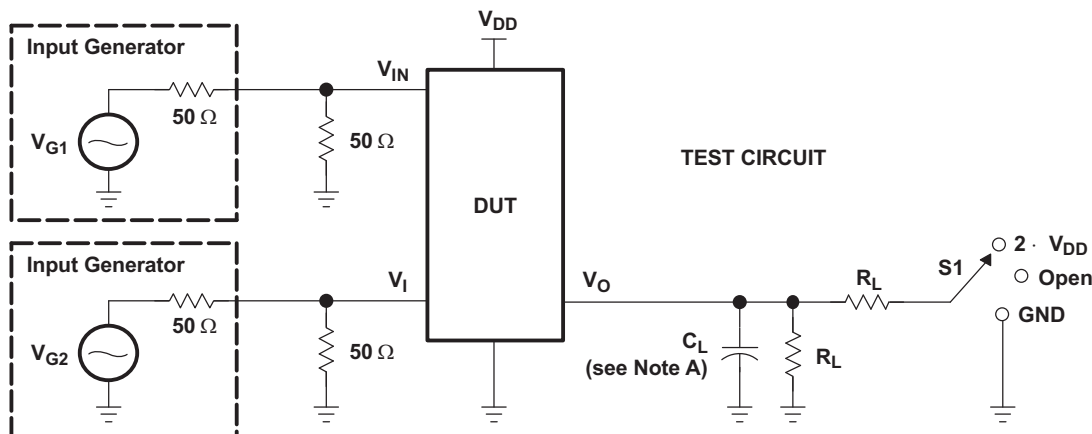 V_DD
Input Generator
V_IN
50 Ω
V_G1
50 Ω
TEST CIRCUIT
DUT
Input Generator
V_I
V_O
S1
2 · V_DD
Open
R_L
GND
50 Ω
V_G2
50 Ω
C_L
(see Note A)
R_L